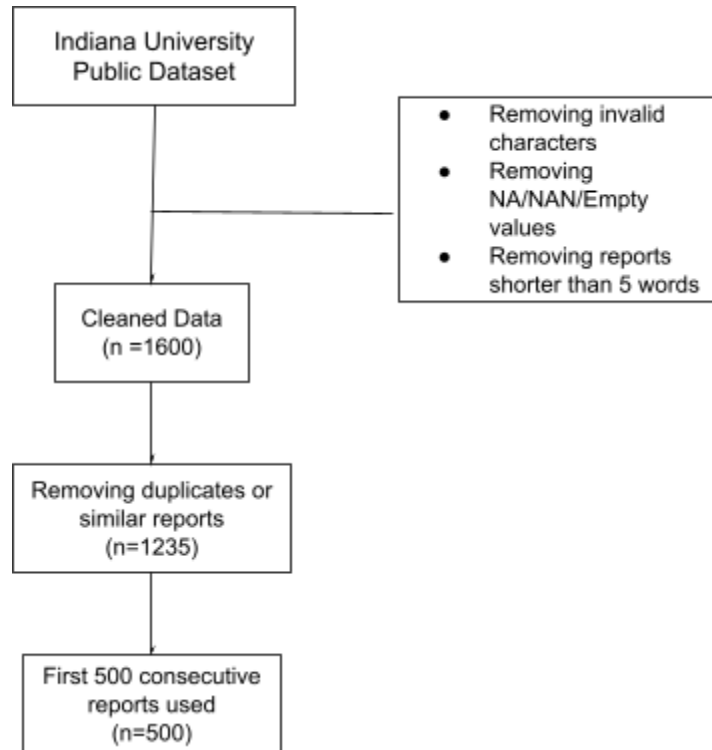 Indiana University
Public Dataset
● Removing invalid
characters
● Removing
NA/NAN/Empty
values
● Removing reports
shorter than 5 words
Cleaned Data
(n =1600)
Removing duplicates or
similar reports
(n=1235)
First 500 consecutive
reports used
(n=500)